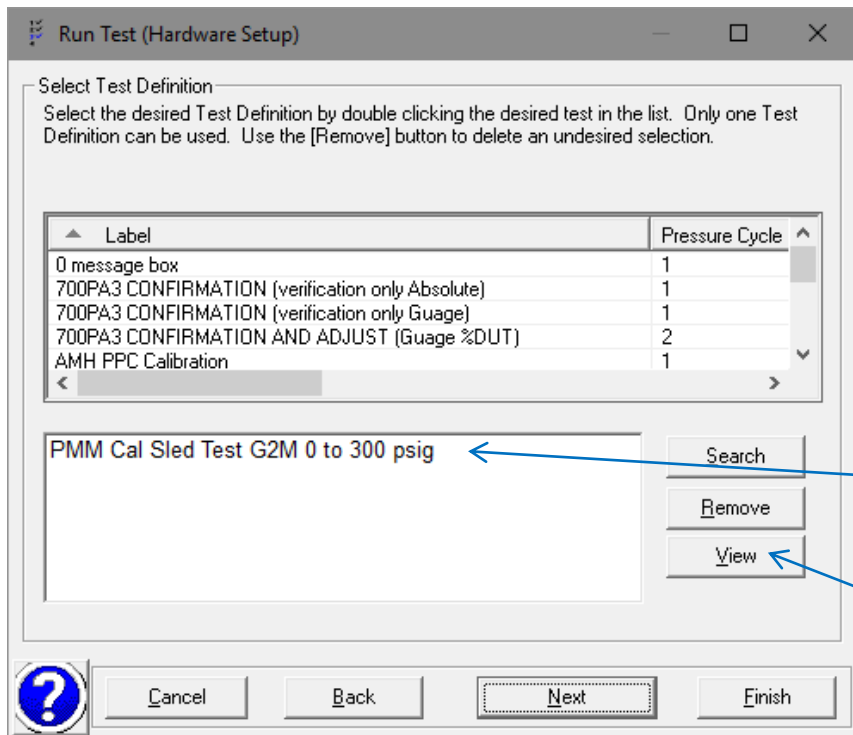 Run Test (Hardware Setup)
Select Test Definition
Select the desired Test Definition by double clicking the desired test in the list. Only one Test
Definition can be used. Use the [Remove] button to delete an undesired selection.
Label Pressure Cycle
0 message box 1
700PA3 CONFIRMATION (verification only Absolute) 1
700PA3 CONFIRMATION (verification only Guage) 1
700PA3 CONFIRMATION AND ADJUST (Guage %DUT) 2
AMH PPC Calibration 1
PMM Cal Sled Test G2M 0 to 300 psig
Search
Remove
View
? Cancel Back Next Finish